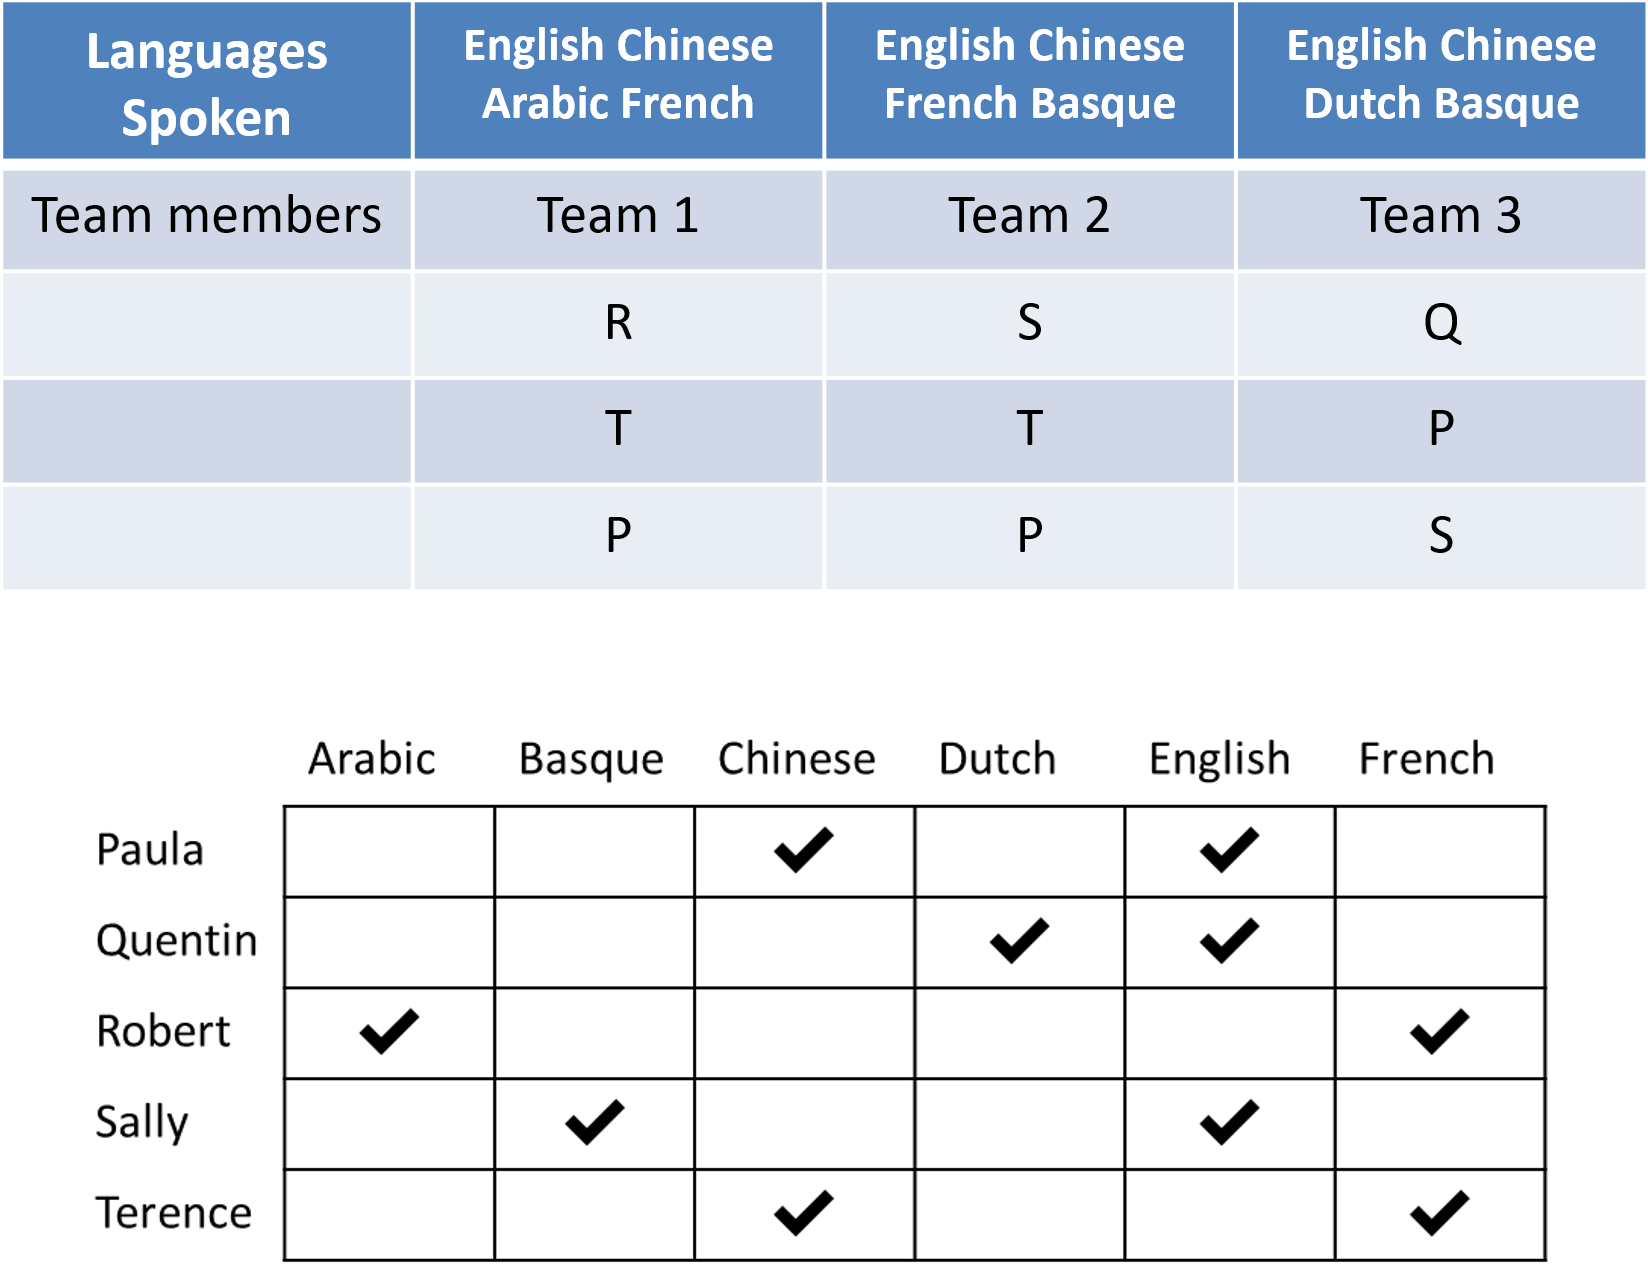 Languages Spoken English Chinese Arabic French English Chinese French Basque English Chinese Dutch Basque
Team members Team 1 Team 2 Team 3
R S Q
T T P
P P S
Arabic Basque Chinese Dutch English French
Paula ✔ ✔
Quentin ✔ ✔
Robert ✔ ✔
Sally ✔ ✔
Terence ✔ ✔